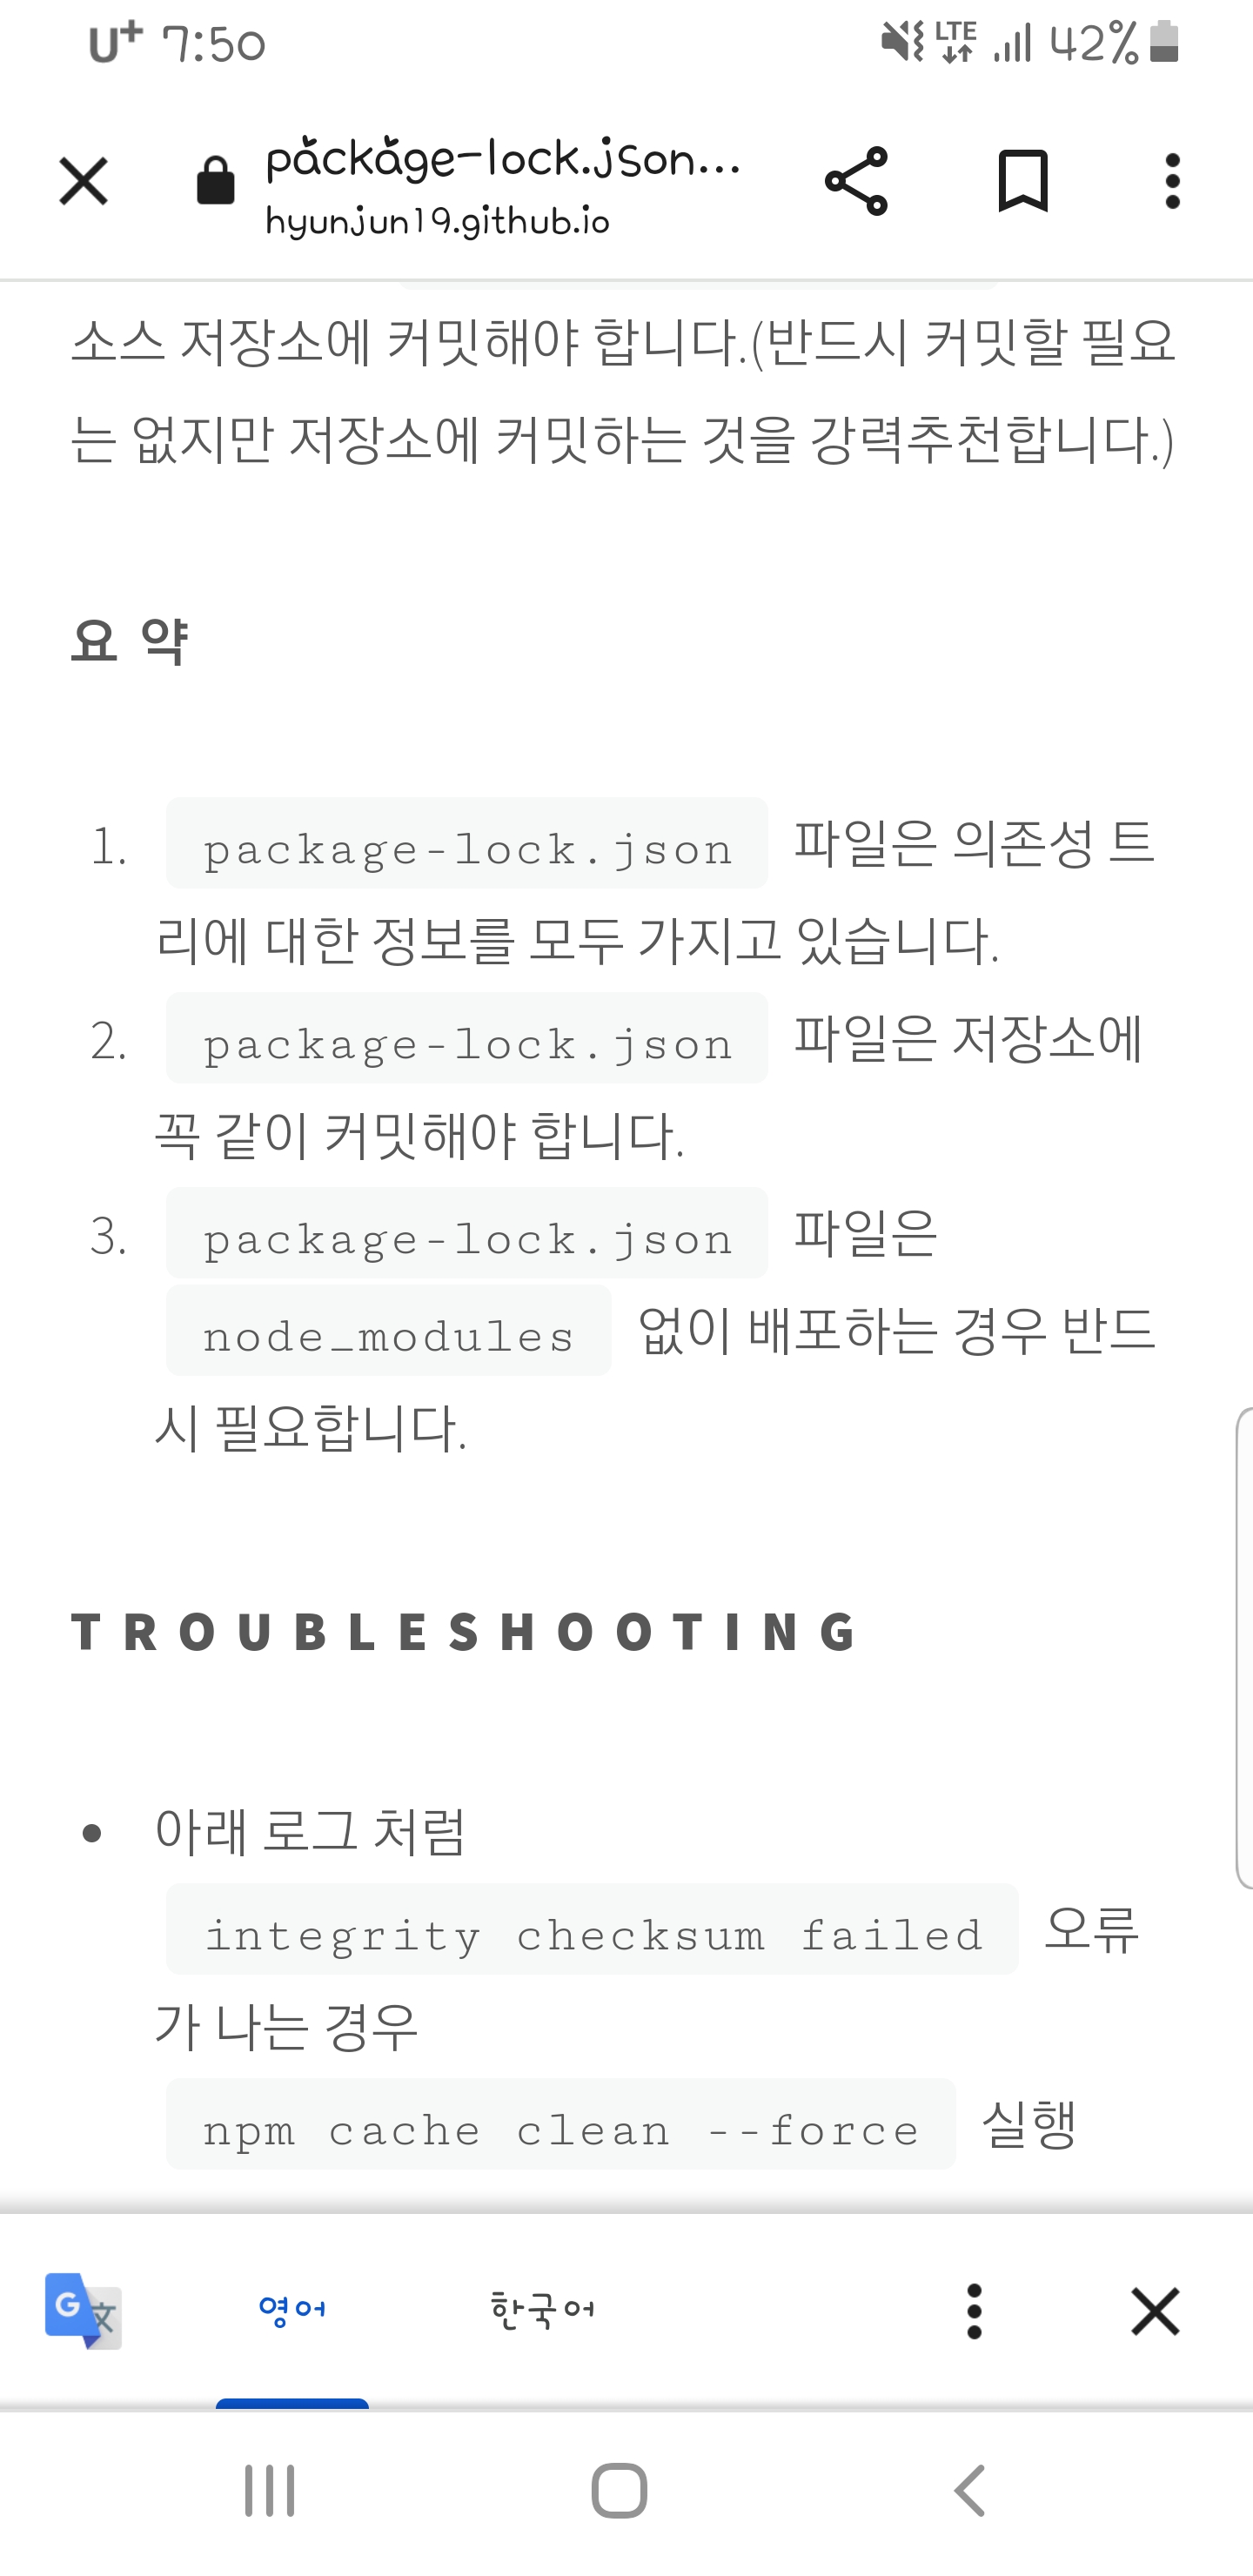 U+ 7:50 LTE 42%
package-lock.json...
hyunjun19.github.io
소스 저장소에 커밋해야 합니다.(반드시 커밋할 필요
는 없지만 저장소에 커밋하는 것을 강력추천합니다.)
요약
1. package-lock.json 파일은 의존성 트
리에 대한 정보를 모두 가지고 있습니다.
2. package-lock.json 파일은 저장소에
꼭 같이 커밋해야 합니다.
3. package-lock.json 파일은
node_modules 없이 배포하는 경우 반드
시 필요합니다.
TROUBLESHOOTING
• 아래 로그 처럼
integrity checksum failed 오류
가 나는 경우
npm cache clean --force 실행
G 文 영어 한국어